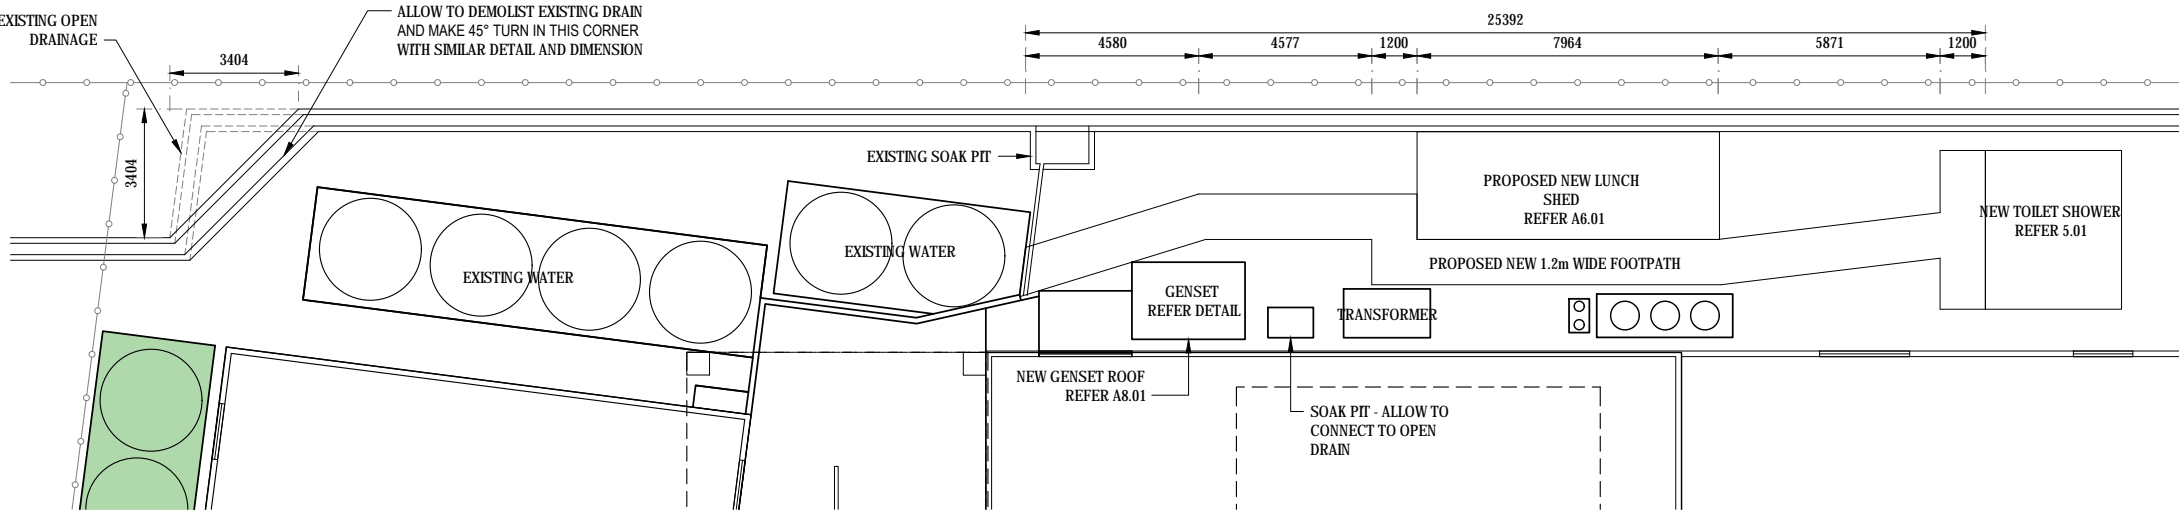 EXISTING OPEN
DRAINAGE
ALLOW TO DEMOLIST EXISTING DRAIN
AND MAKE 45° TURN IN THIS CORNER
WITH SIMILAR DETAIL AND DIMENSION
3404
3404
25392
4580
4577
1200
7964
5871
1200
EXISTING SOAK PIT
PROPOSED NEW LUNCH
SHED
REFER A6.01
NEW TOILET SHOWER
REFER 5.01
EXISTING WATER
EXISTING WATER
PROPOSED NEW 1.2m WIDE FOOTPATH
GENSET
REFER DETAIL
TRANSFORMER
NEW GENSET ROOF
REFER A8.01
SOAK PIT - ALLOW TO
CONNECT TO OPEN
DRAIN